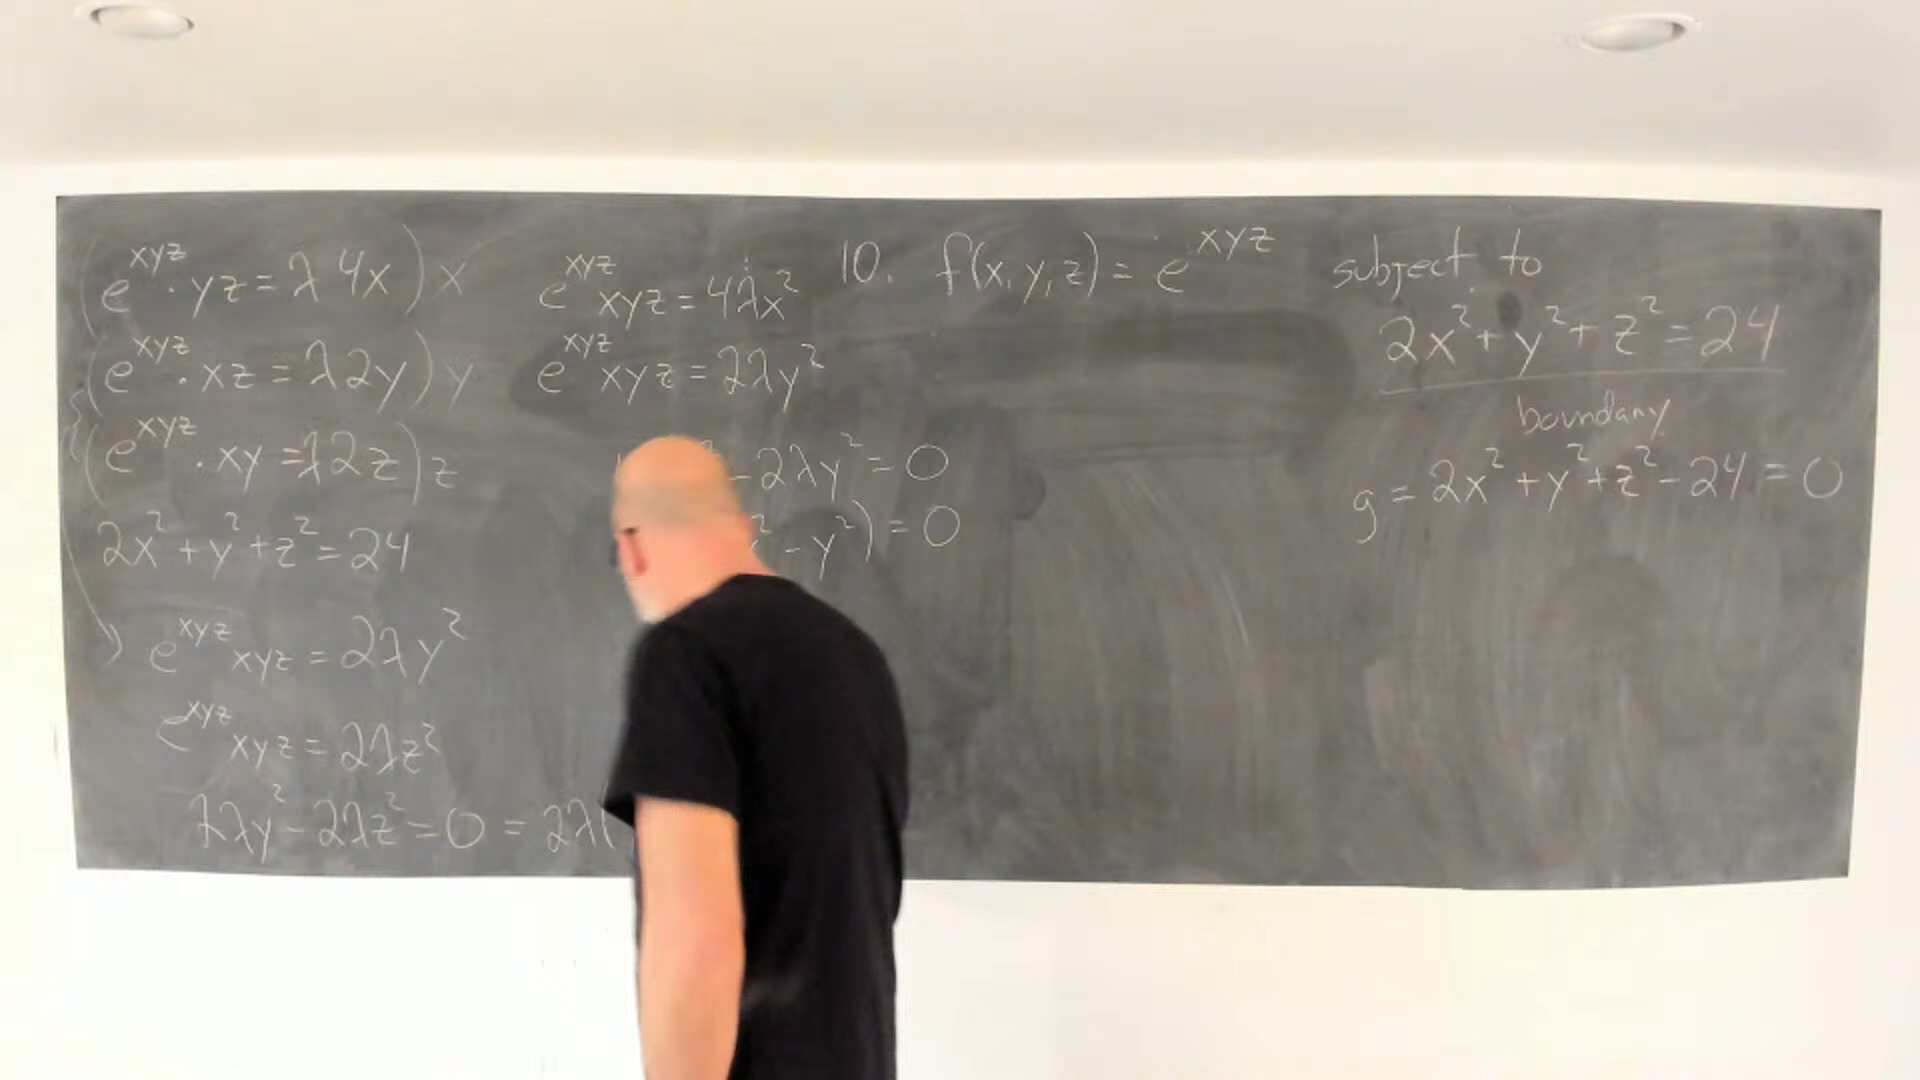 (e^xyz · yz = λ 4x) x
(e^xyz · xz = λ2y) y
(e^xyz · xy = λ2z) z
2x² + y² + z² = 24
e^xyz xyz = 2λy²
e^xyz xyz = 2λz²
2λy² - 2λz² = 0 = 2λ(
e^xyz xyz = 4λx²
e^xyz xyz = 2λy²
- 2λy² = 0
² - y²) = 0
10. f(x,y,z) = e^xyz
subject to
2x² + y² + z² = 24
boundary
g = 2x² + y² + z² - 24 = 0